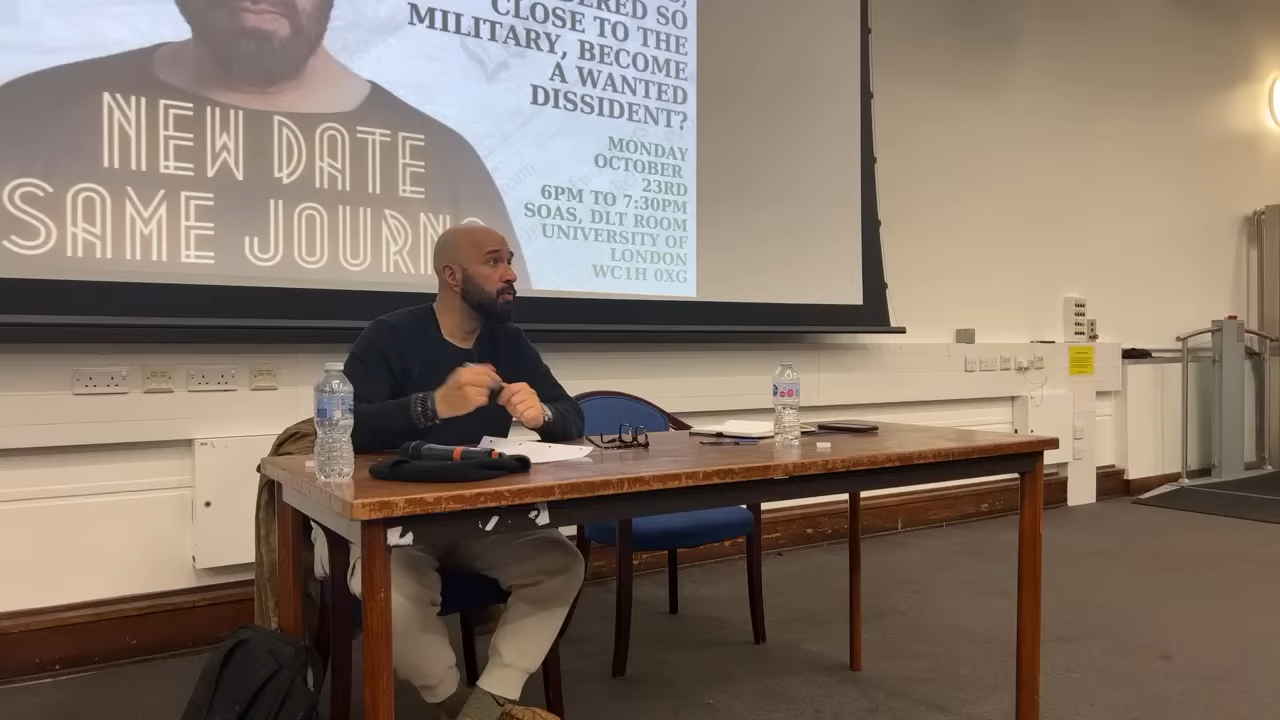 SO
CLOSE TO THE
MILITARY, BECOME
A WANTED
DISSIDENT?
NEW DATE
SAME JOURN
MONDAY
OCTOBER
23RD
6PM TO 7:30PM
SOAS, DLT ROOM
UNIVERSITY OF
LONDON
WC1H 0XG